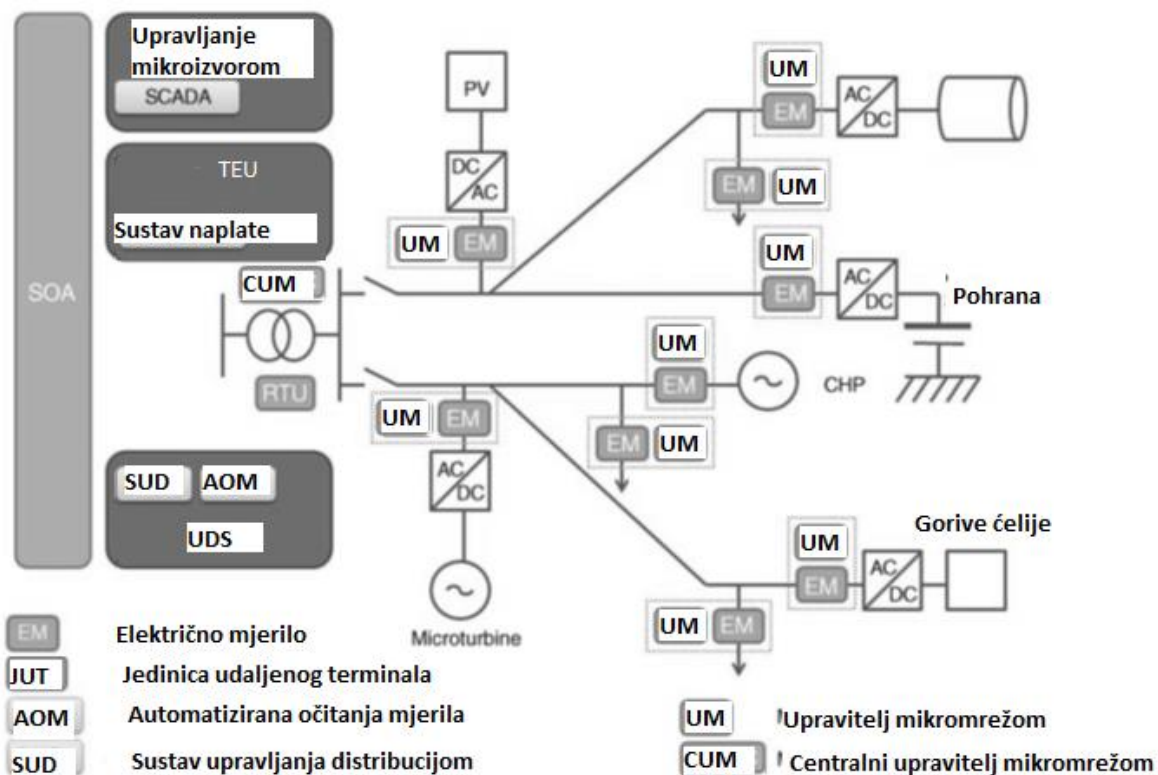 Upravljanje
mikroizvorom
SCADA
TEU
Sustav naplate
SOA
CUM
RTU
SUD AOM
UDS
PV
DC
AC
UM EM
UM
EM
AC
DC
EM UM
UM
EM
AC
DC
Pohrana
UM
EM
CHP
UM EM
EM UM
AC
DC
Microturbine
Gorive ćelije
UM
EM
AC
DC
UM EM
EM Električno mjerilo
JUT Jedinica udaljenog terminala
AOM Automatizirana očitanja mjerila
SUD Sustav upravljanja distribucijom
UM Upravitelj mikromrežom
CUM Centralni upravitelj mikromrežom